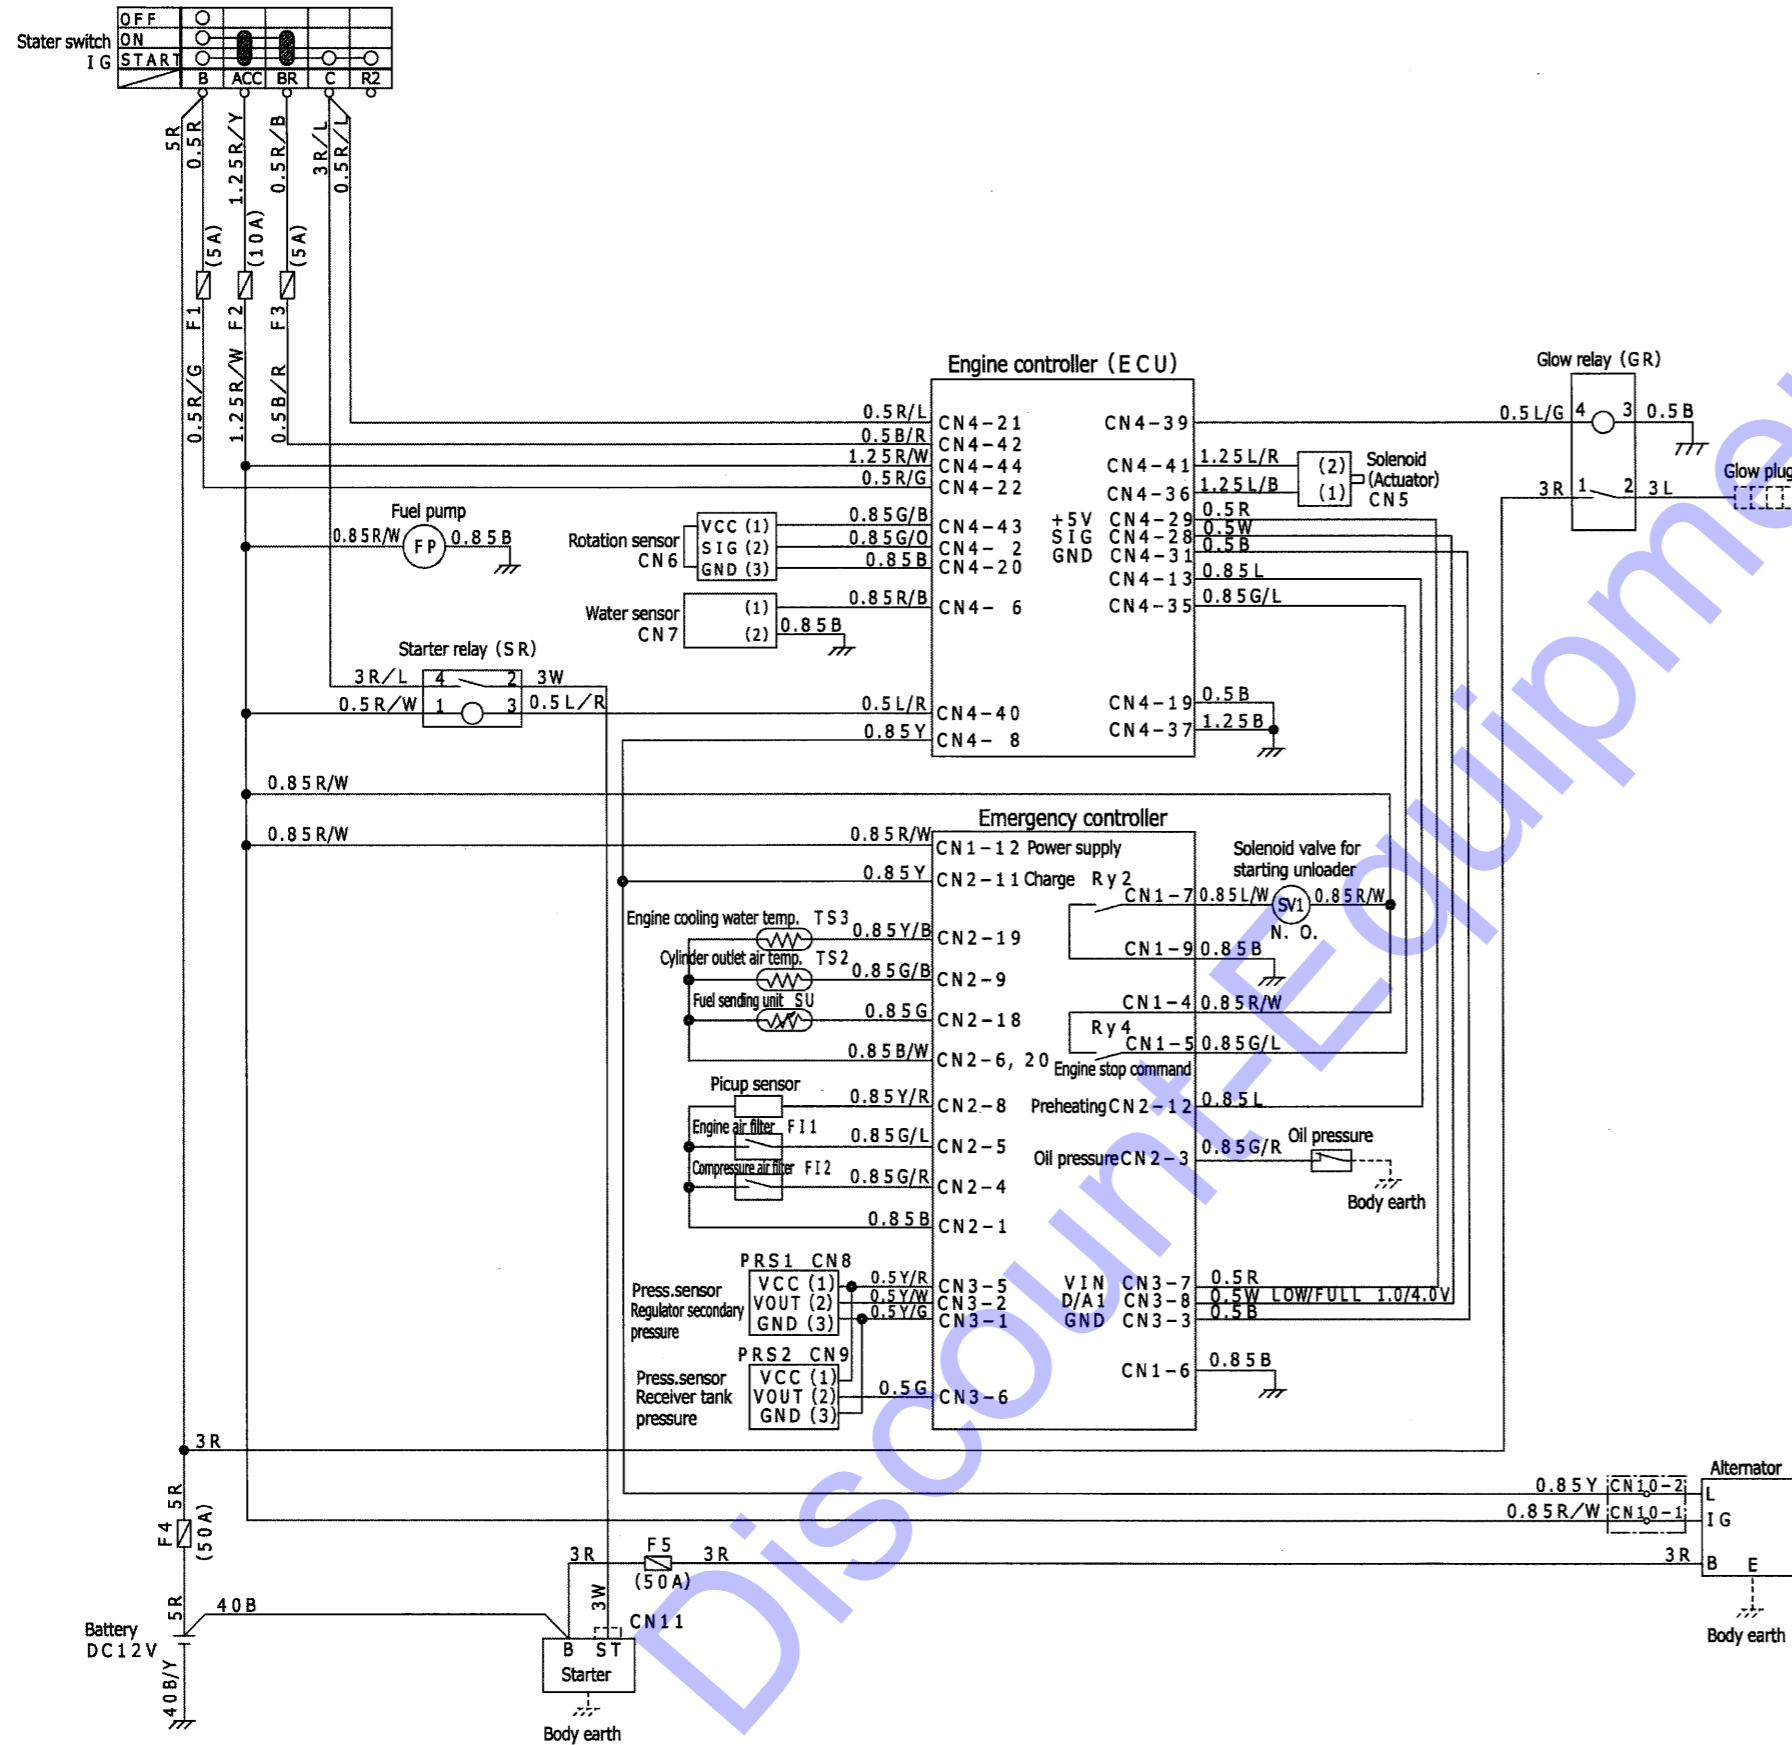 OFF
Stater switch ON
IG START
B ACC BR C R2
5R
0.5R
1.25R/Y
0.5R/B
3R/L
0.5R/L
(5A)
(10A)
(5A)
F1
F2
F3
0.5R/G
1.25R/W
0.5B/R
Engine controller (ECU)
0.5R/L CN4-21
0.5B/R CN4-42
1.25R/W CN4-44
0.5R/G CN4-22
CN4-39
0.5L/G
Glow relay (GR)
4 3 0.5B
3R 1 2 3L
Glow plug
CN4-41 1.25L/R (2)
CN4-36 1.25L/B (1)
Solenoid
(Actuator)
CN5
+5V CN4-29 0.5R
SIG CN4-28 0.5W
GND CN4-31 0.5B
CN4-13 0.85L
CN4-35 0.85G/L
CN4-19 0.5B
CN4-37 1.25B
Fuel pump
0.85R/W FP 0.85B
Rotation sensor
CN6
VCC (1) 0.85G/B CN4-43
SIG (2) 0.85G/O CN4- 2
GND (3) 0.85B CN4-20
Water sensor
CN7
(1) 0.85R/B CN4- 6
(2) 0.85B
Starter relay (SR)
3R/L 4 2 3W
0.5R/W 1 3 0.5L/R
0.5L/R CN4-40
0.85Y CN4- 8
0.85R/W
Emergency controller
0.85R/W 0.85R/W CN1-12 Power supply
0.85Y CN2-11 Charge
Ry2 CN1-7 0.85L/W SV1 0.85R/W
Solenoid valve for
starting unloader
N. O.
CN1-9 0.85B
Engine cooling water temp. TS3 0.85Y/B CN2-19
Cylinder outlet air temp. TS2 0.85G/B CN2-9
Fuel sending unit SU 0.85G CN2-18
0.85B/W CN2-6, 20
CN1-4 0.85R/W
Ry4
CN1-5 0.85G/L
Engine stop command
Picup sensor 0.85Y/R CN2-8
Preheating CN2-12 0.85L
Engine air filter FI1 0.85G/L CN2-5
Compressure air filter FI2 0.85G/R CN2-4
0.85B CN2-1
Oil pressure CN2-3 0.85G/R
Oil pressure
Body earth
PRS1 CN8
Press.sensor
Regulator secondary
pressure
VCC (1) 0.5Y/R CN3-5
VOUT (2) 0.5Y/W CN3-2
GND (3) 0.5Y/G CN3-1
VIN CN3-7 0.5R
D/A1 CN3-8 0.5W LOW/FULL 1.0/4.0V
GND CN3-3 0.5B
PRS2 CN9
Press.sensor
Receiver tank
pressure
VCC (1)
VOUT (2) 0.5G CN3-6
GND (3)
CN1-6 0.85B
3R
5R
F4
(50A)
5R
Battery
DC12V
40B/Y
40B
3R F5 3R
(50A)
3W
CN11
B ST
Starter
Body earth
0.85Y CN10-2 L
0.85R/W CN10-1 IG
3R B E
Alternator
Body earth